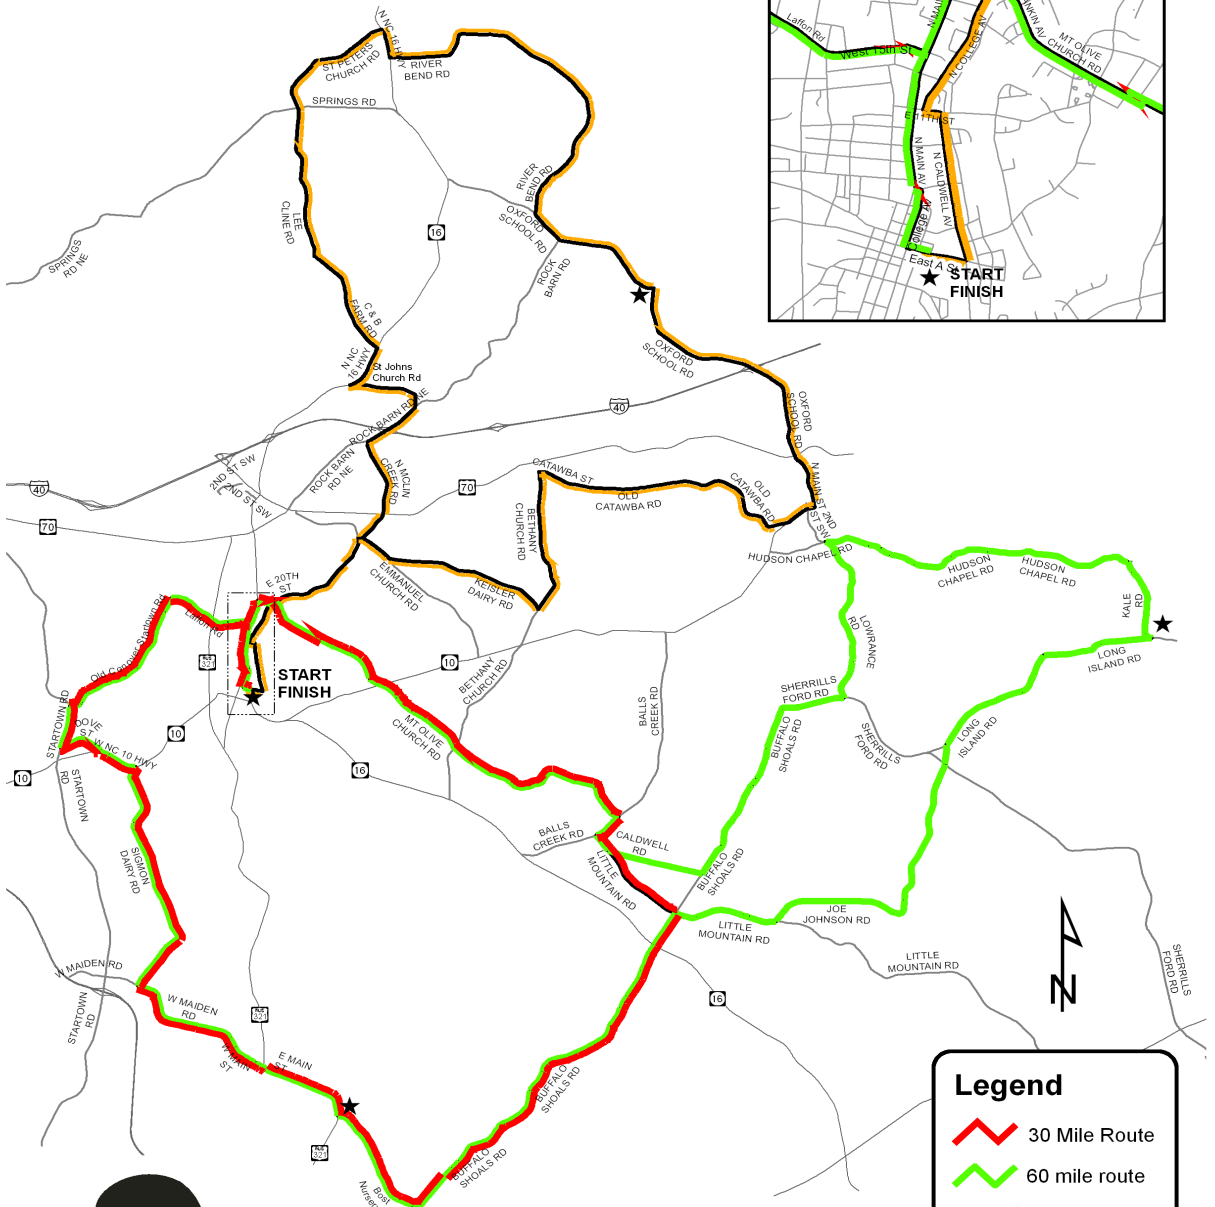 N NC 16 HWY
ST PETERS
CHURCH RD
RIVER
BEND RD
SPRINGS RD
LEE
CLINE RD
SPRINGS
RD NE
16
RIVER
BEND RD
OXFORD
SCHOOL RD
ROCK
BARN RD
C & B
FARM RD
N NC
16 HWY
St Johns
Church Rd
OXFORD
SCHOOL RD
OXFORD
SCHOOL RD
40
ROCK BARN RD NE
ROCK BARN
RD NE
N MCLIN
CREEK RD
2ND ST SW
2ND ST SW
40
70
70
CATAWBA ST
OLD
CATAWBA RD
OLD
CATAWBA RD
N MAIN ST
2ND
ST SW
BETHANY
CHURCH RD
HUDSON CHAPEL RD
HUDSON
CHAPEL RD
HUDSON
CHAPEL RD
KALE
RD
LONG
ISLAND RD
LONG
ISLAND RD
LOWRANCE
RD
SHERRILLS
FORD RD
SHERRILLS
FORD RD
BUFFALO
SHOALS RD
EMMANUEL
CHURCH RD
KEISLER
DAIRY RD
E 20TH
ST
Laffon Rd
Old Conover Startown Rd
BUS
321
10
START
FINISH
BETHANY
CHURCH RD
BALLS
CREEK RD
MT OLIVE
CHURCH RD
STARTOWN RD
DOVE
ST
W NC 10 HWY
10
10
16
STARTOWN
RD
SIGMON
DAIRY RD
BALLS
CREEK RD
CALDWELL
RD
LITTLE
MOUNTAIN RD
BUFFALO
SHOALS RD
LITTLE
MOUNTAIN RD
JOE
JOHNSON RD
LITTLE
MOUNTAIN RD
SHERRILLS
FORD RD
16
W MAIDEN RD
W MAIDEN
RD
STARTOWN
RD
BUS
321
W MAIN
ST
E MAIN
ST
BUS
321
BUFFALO
SHOALS RD
BUFFALO
SHOALS RD
Bost
N
Laffon Rd
West 15th St
N MAIN
N COLLEGE AV
MT OLIVE
CHURCH RD
E 11TH ST
N MAIN AV
N CALDWELL AV
College Av
East A St
START
FINISH
Legend
30 Mile Route
60 mile route